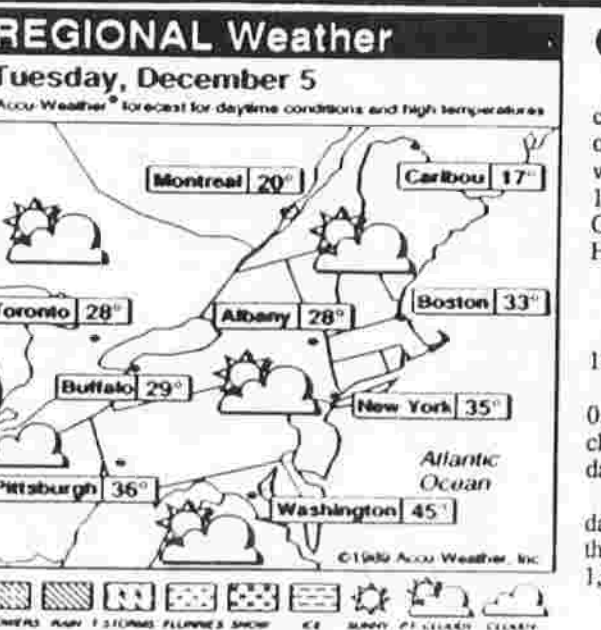 REGIONAL Weather
Tuesday, December 5
Accu-Weather® forecast for daytime conditions and high temperatures
Montreal 20°
Caribou 17°
Toronto 28°
Albany 28°
Boston 33°
Buffalo 29°
New York 35°
Atlantic
Ocean
Pittsburgh 36°
Washington 45°
©1989 Accu-Weather, Inc
RAIN T-STORMS FLURRIES SNOW ICE SUNNY PT CLOUDY CLOUDY